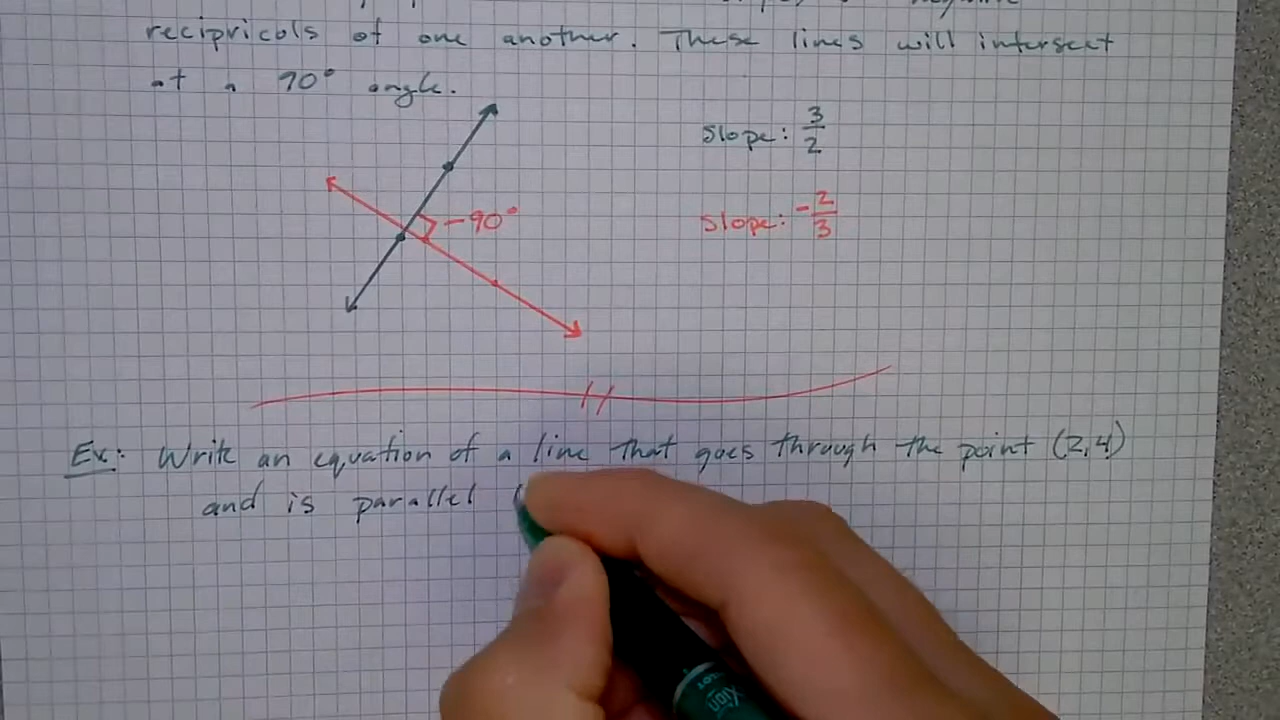 recipricols of one another. These lines will intersect
at a 90° angle.
Slope: 3/2
-90°
Slope: -2/3
Ex: Write an equation of a line that goes through the point (2,4)
and is parallel